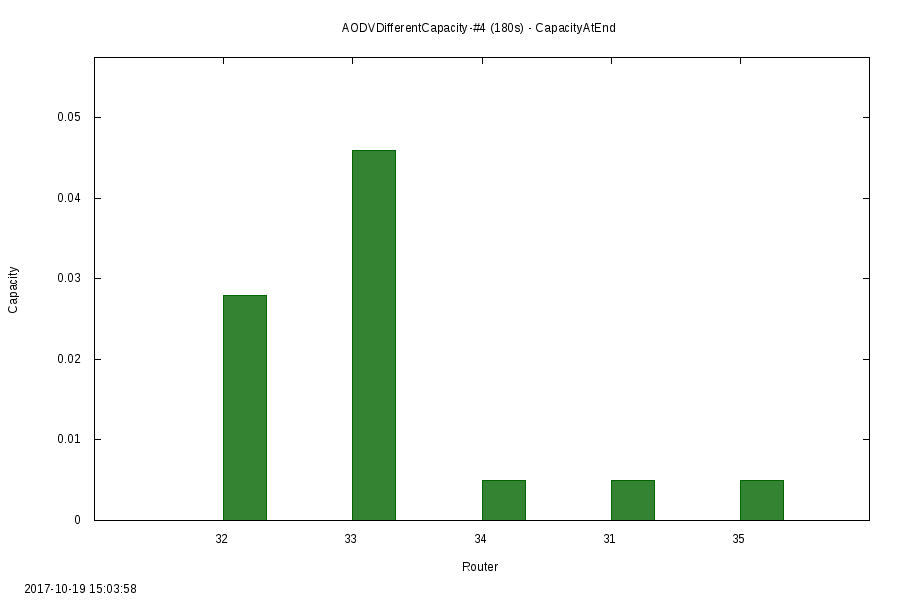 AODVDifferentCapacity-#4 (180s) - CapacityAtEnd
0.05
0.04
0.03
0.02
0.01
0
Capacity
32 33 34 31 35
Router
2017-10-19 15:03:58